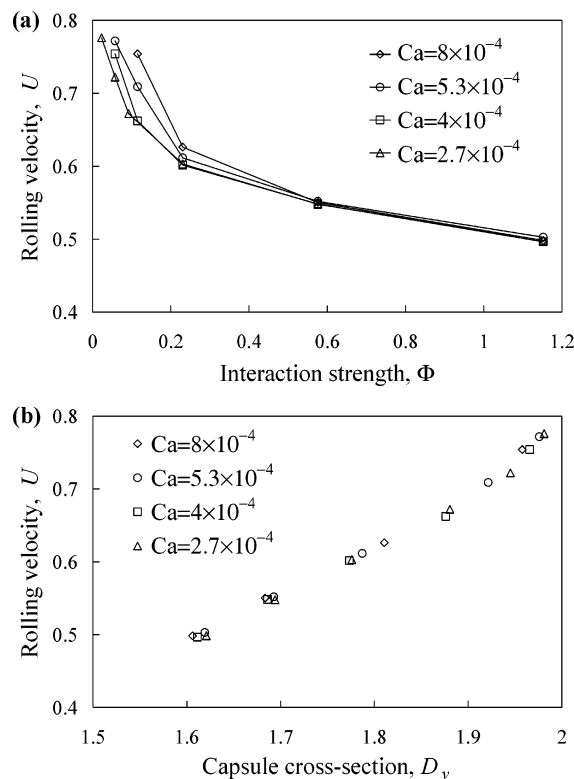 (a)
0.8
0.7
0.6
0.5
0.4
Rolling velocity, U
Ca=8×10⁻⁴
Ca=5.3×10⁻⁴
Ca=4×10⁻⁴
Ca=2.7×10⁻⁴
0 0.2 0.4 0.6 0.8 1 1.2
Interaction strength, Φ
(b)
0.8
0.7
0.6
0.5
0.4
Rolling velocity, U
Ca=8×10⁻⁴
Ca=5.3×10⁻⁴
Ca=4×10⁻⁴
Ca=2.7×10⁻⁴
1.5 1.6 1.7 1.8 1.9 2
Capsule cross-section, Dᵥ